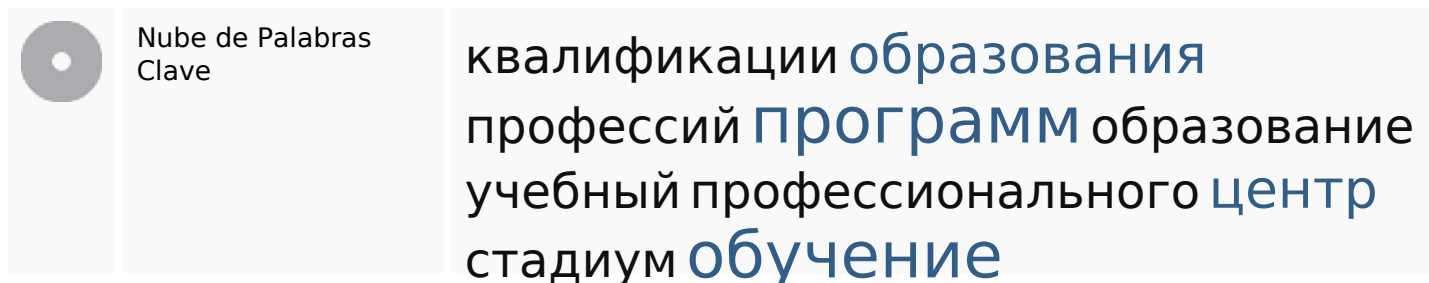 Nube de Palabras
Clave
квалификации образования
профессий программ образование
учебный профессионального центр
стадиум обучение